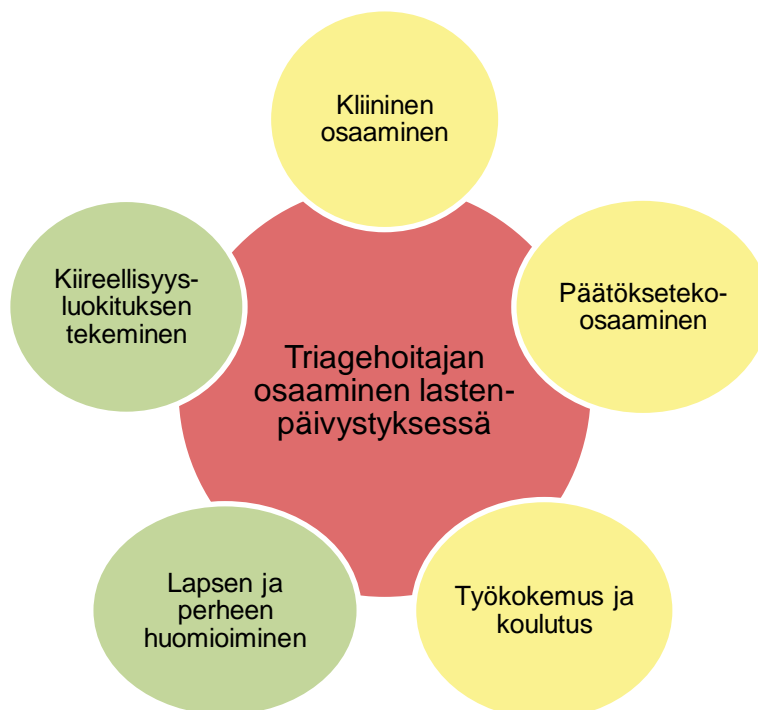 Kliininen
osaaminen
Päätökseteko-
osaaminen
Työkokemus ja
koulutus
Lapsen ja
perheen
huomioiminen
Kiireellisyys-
luokituksen
tekeminen
Triagehoitajan
osaaminen lasten-
päivystyksessä